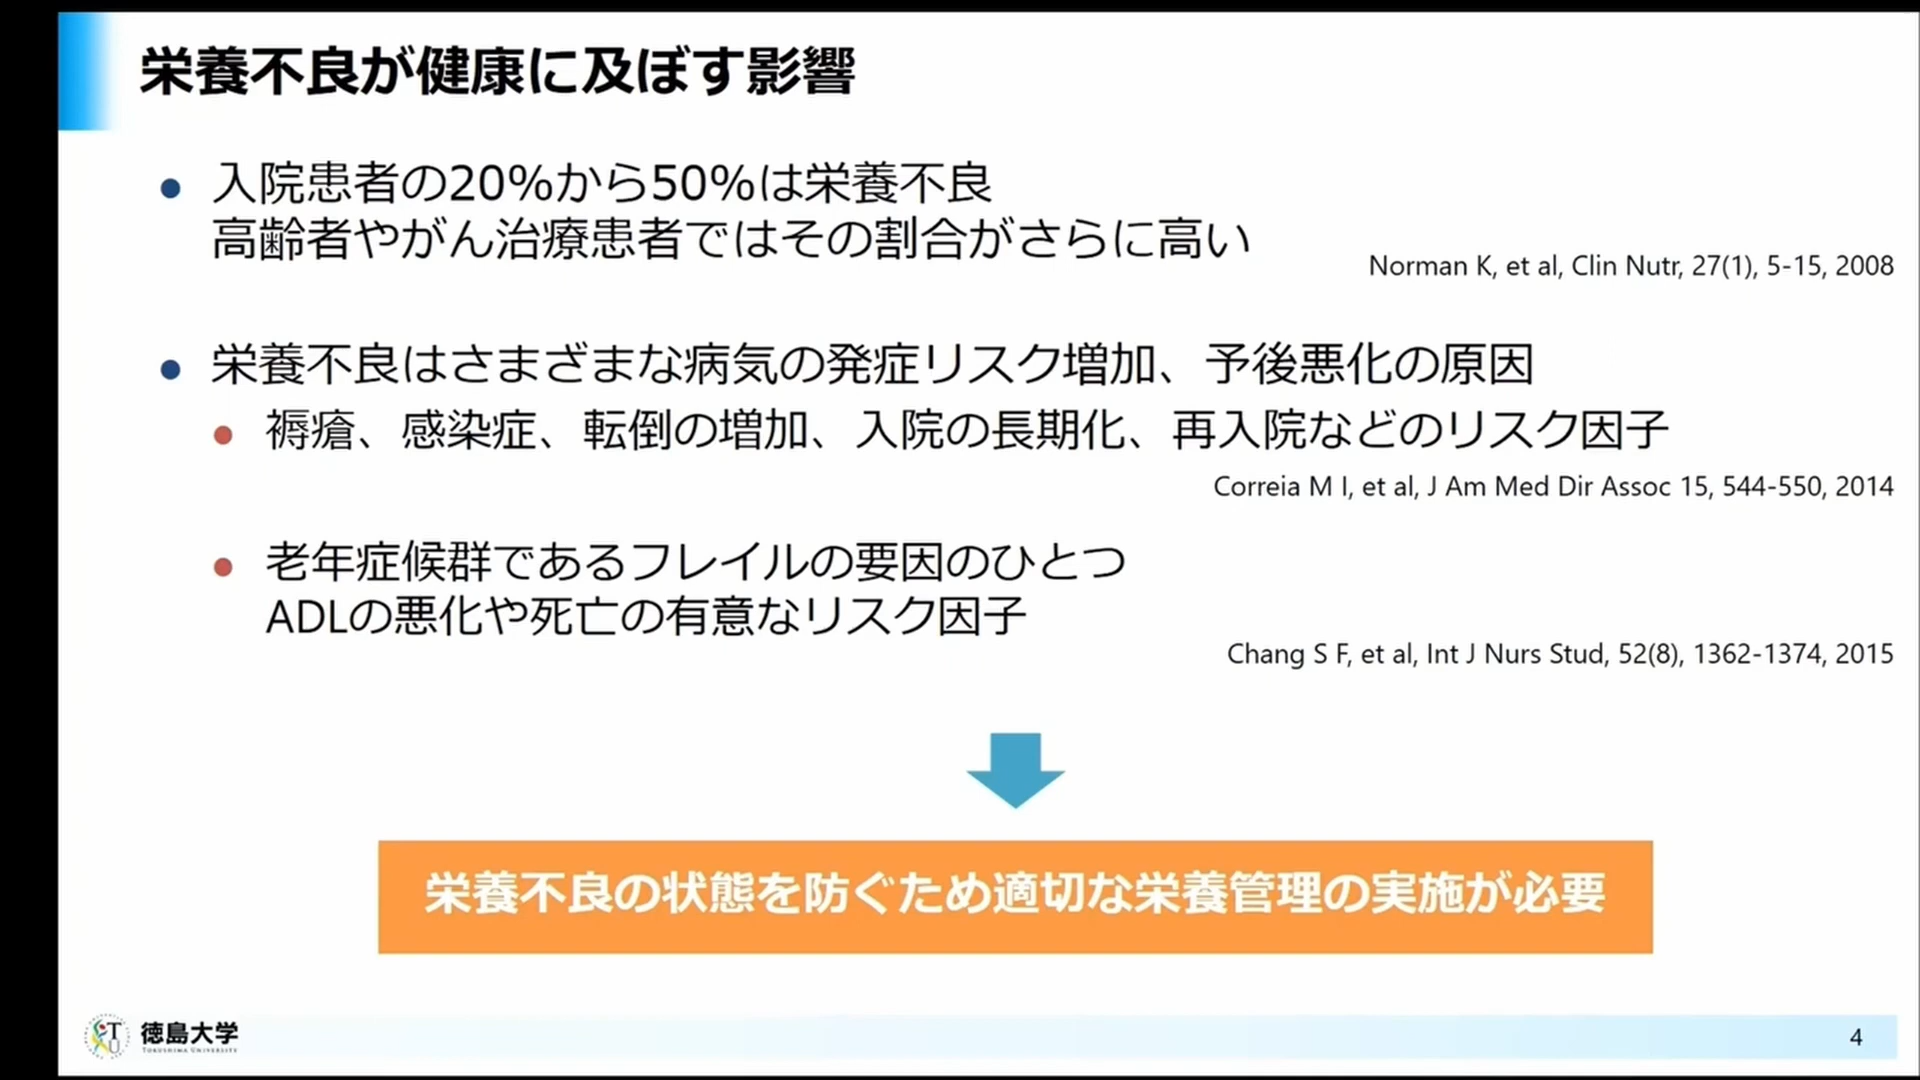 栄養不良が健康に及ぼす影響
入院患者の20%から50%は栄養不良
高齢者やがん治療患者ではその割合がさらに高い
Norman K, et al, Clin Nutr, 27(1), 5-15, 2008
栄養不良はさまざまな病気の発症リスク増加、予後悪化の原因
褥瘡、感染症、転倒の増加、入院の長期化、再入院などのリスク因子
Correia M I, et al, J Am Med Dir Assoc 15, 544-550, 2014
老年症候群であるフレイルの要因のひとつ
ADLの悪化や死亡の有意なリスク因子
Chang S F, et al, Int J Nurs Stud, 52(8), 1362-1374, 2015
栄養不良の状態を防ぐため適切な栄養管理の実施が必要
TU
徳島大学
TOKUSHIMA UNIVERSITY
4